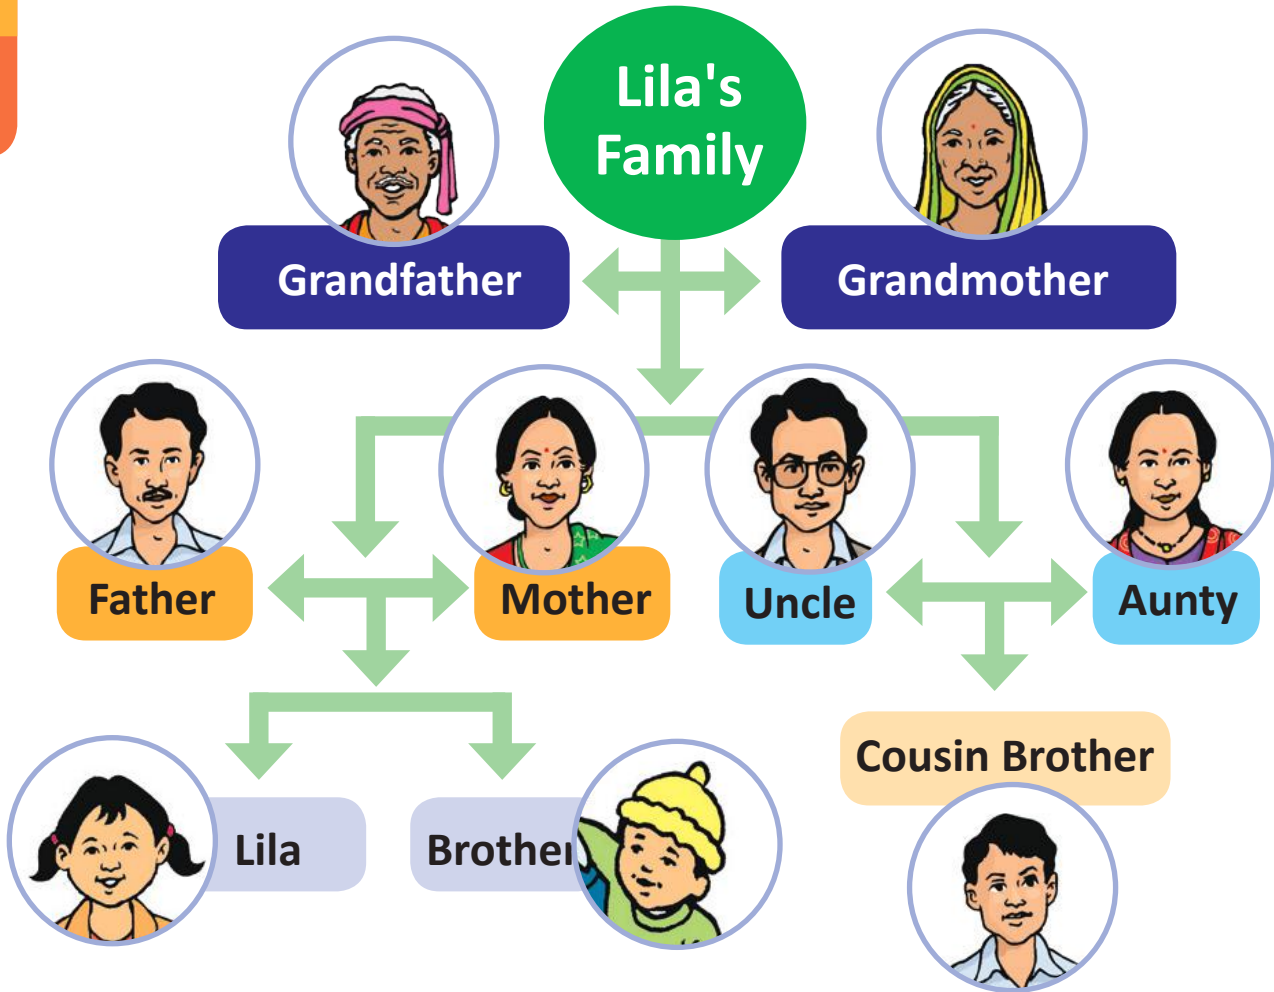 Lila's
Family
Grandfather
Grandmother
Father
Mother
Uncle
Aunty
Cousin Brother
Lila
Brother